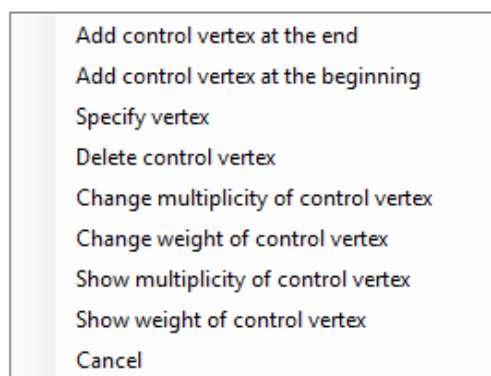 Add control vertex at the end
Add control vertex at the beginning
Specify vertex
Delete control vertex
Change multiplicity of control vertex
Change weight of control vertex
Show multiplicity of control vertex
Show weight of control vertex
Cancel